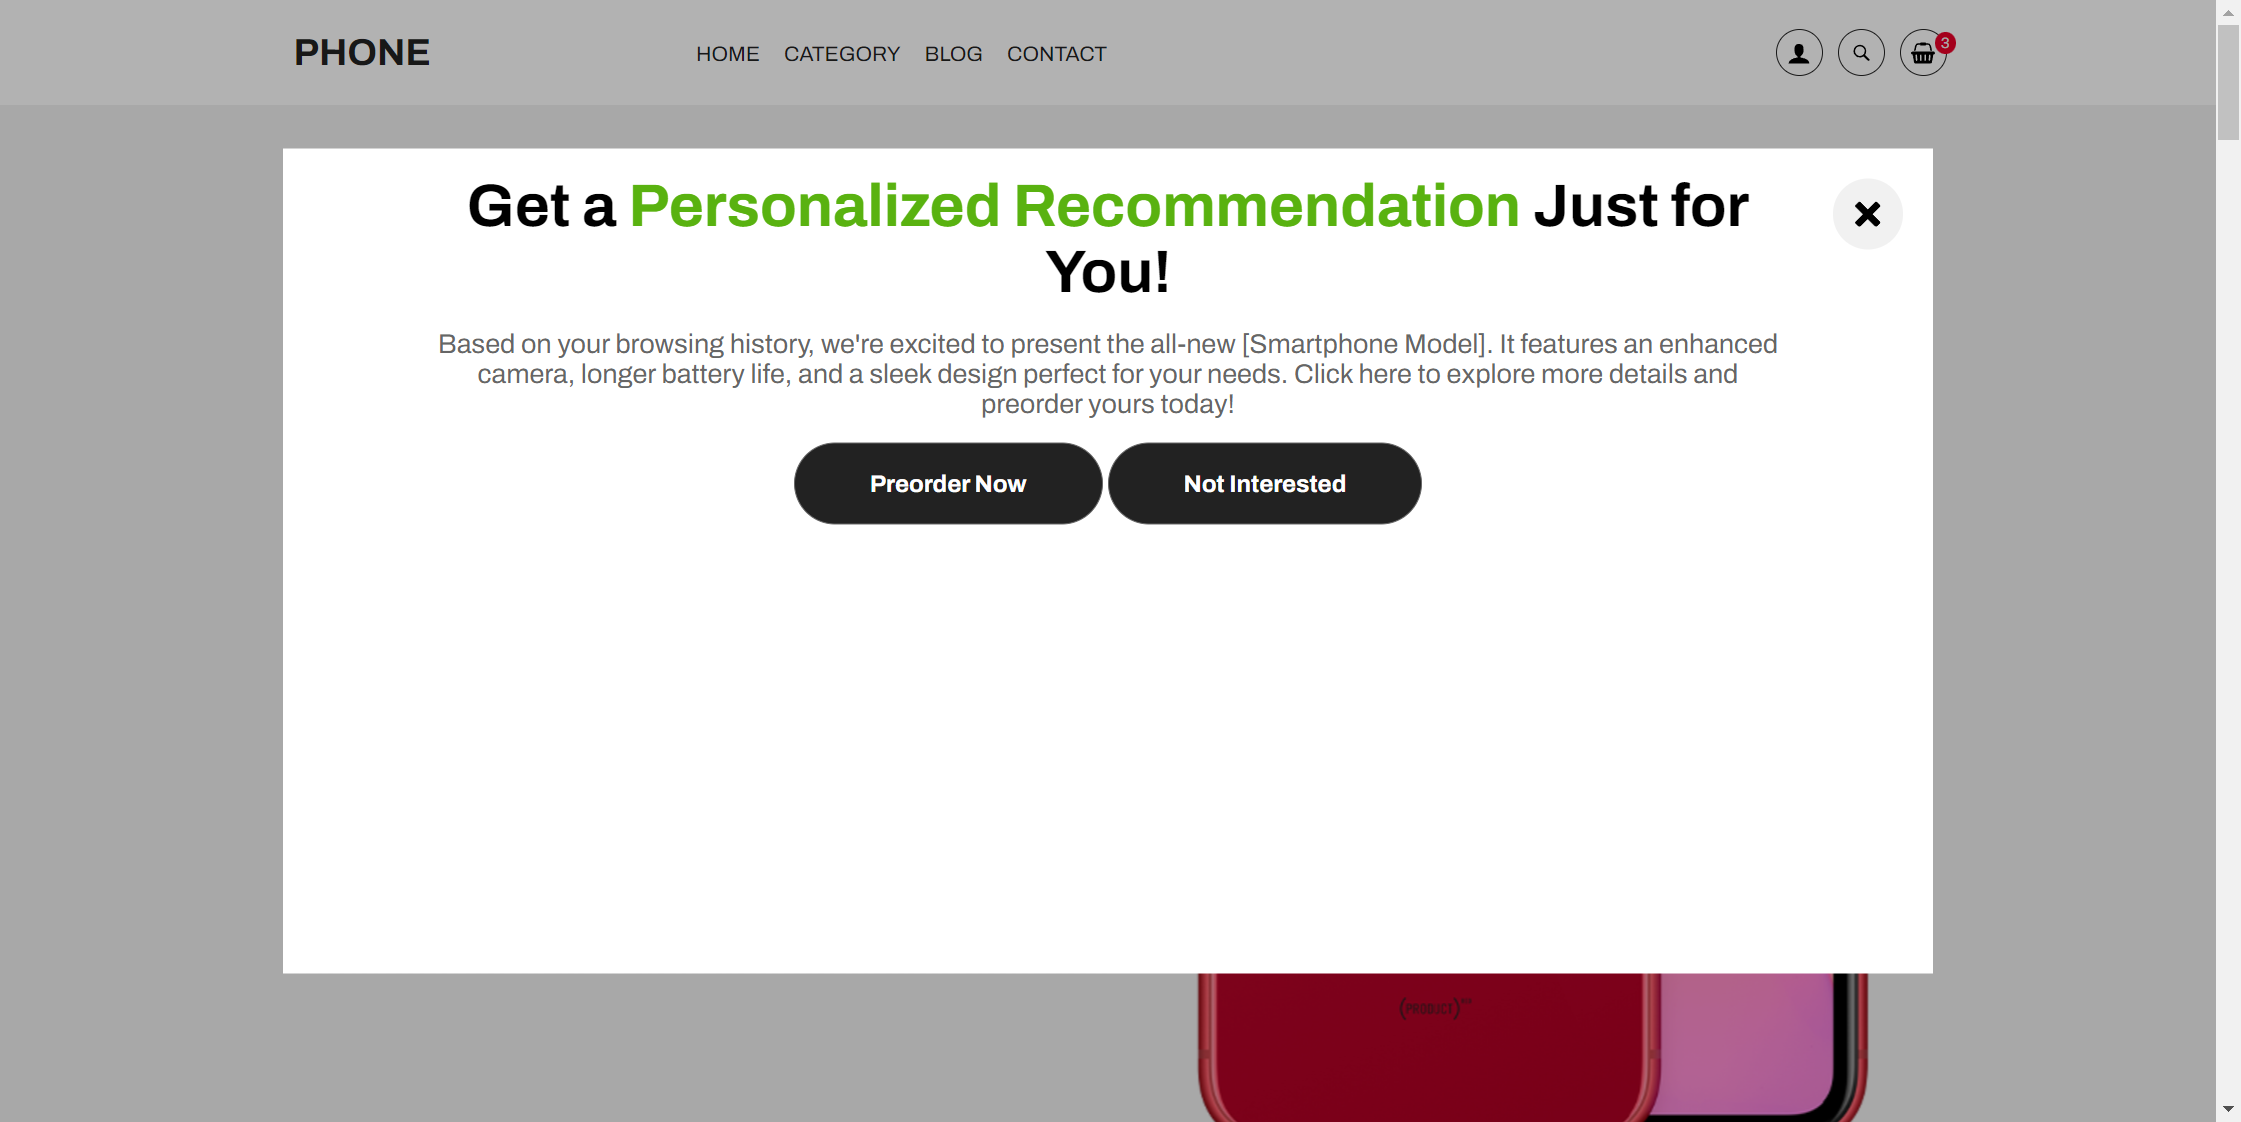 PHONE
HOME CATEGORY BLOG CONTACT
3
Get a Personalized Recommendation Just for
You!
Based on your browsing history, we're excited to present the all-new [Smartphone Model]. It features an enhanced
camera, longer battery life, and a sleek design perfect for your needs. Click here to explore more details and
preorder yours today!
Preorder Now Not Interested
(PRODUCT)